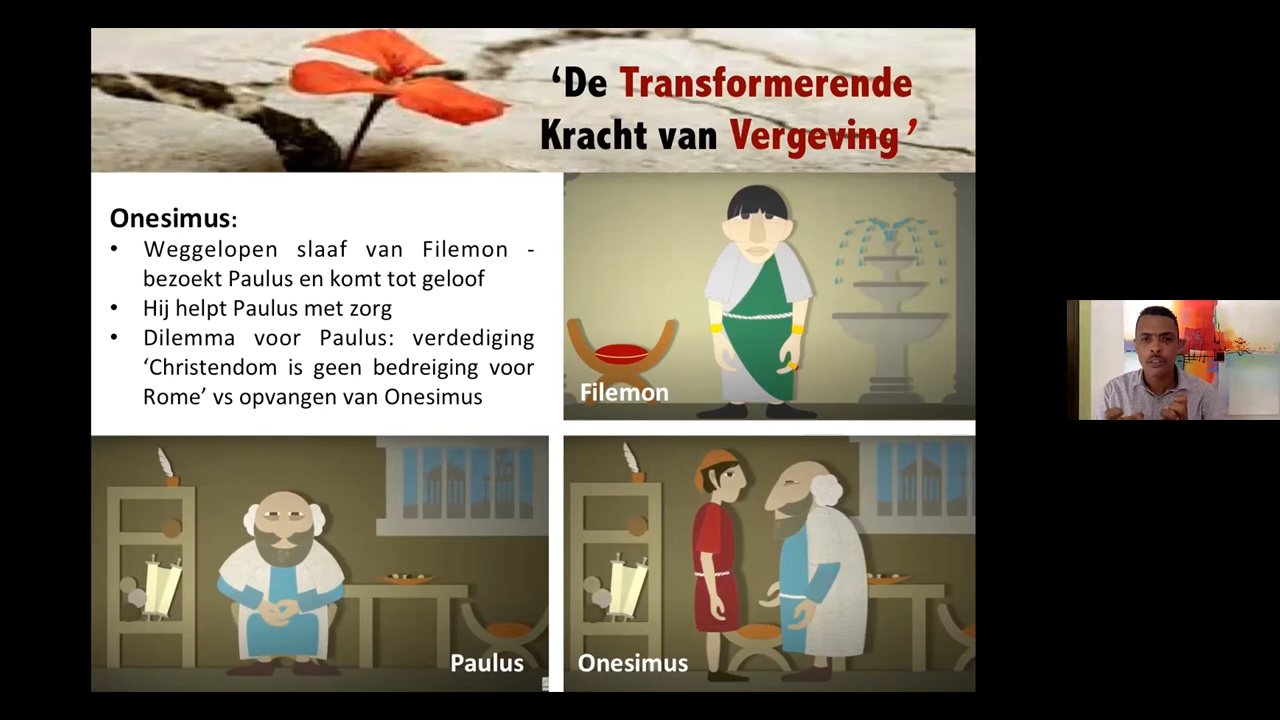 ‘De Transformerende
Kracht van Vergeving’
Onesimus:
• Weggelopen slaaf van Filemon -
bezoekt Paulus en komt tot geloof
• Hij helpt Paulus met zorg
• Dilemma voor Paulus: verdediging
‘Christendom is geen bedreiging voor
Rome’ vs opvangen van Onesimus
Filemon
Paulus
Onesimus